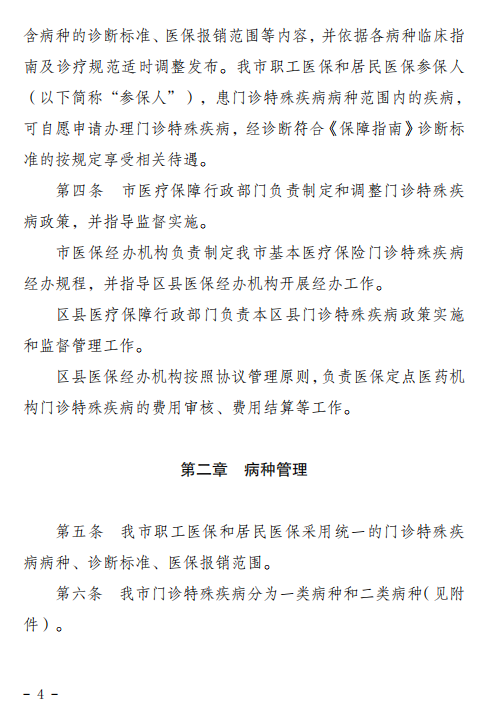 含病种的诊断标准、医保报销范围等内容，并依据各病种临床指
南及诊疗规范适时调整发布。我市职工医保和居民医保参保人
（以下简称“参保人”），患门诊特殊疾病病种范围内的疾病，
可自愿申请办理门诊特殊疾病，经诊断符合《保障指南》诊断标
准的按规定享受相关待遇。
第四条　市医疗保障行政部门负责制定和调整门诊特殊疾
病政策，并指导监督实施。
市医保经办机构负责制定我市基本医疗保险门诊特殊疾病
经办规程，并指导区县医保经办机构开展经办工作。
区县医疗保障行政部门负责本区县门诊特殊疾病政策实施
和监督管理工作。
区县医保经办机构按照协议管理原则，负责医保定点医药机
构门诊特殊疾病的费用审核、费用结算等工作。
第二章　病种管理
第五条　我市职工医保和居民医保采用统一的门诊特殊疾
病病种、诊断标准、医保报销范围。
第六条　我市门诊特殊疾病分为一类病种和二类病种（见附
件）。
- 4 -